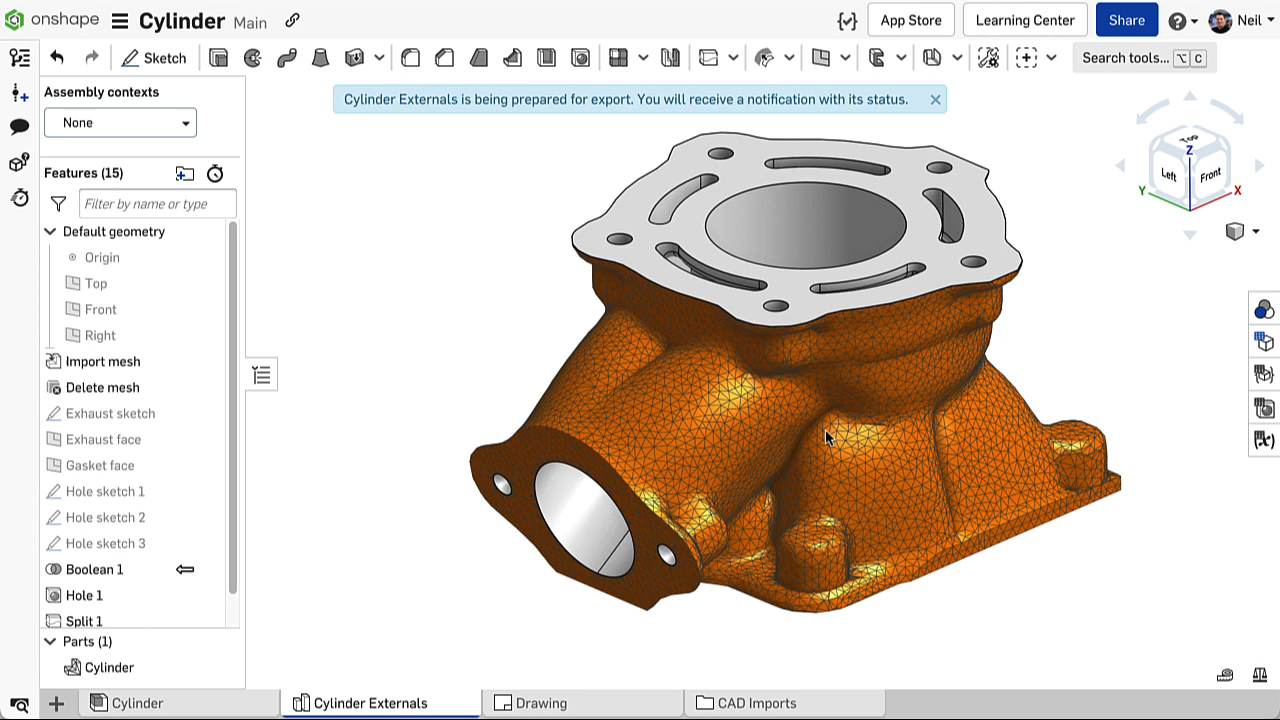 onshape
Cylinder Main
App Store
Learning Center
Share
Neil
Sketch
Search tools... ⌥ C
Assembly contexts
None
Features (15)
Filter by name or type
Default geometry
Origin
Top
Front
Right
Import mesh
Delete mesh
Exhaust sketch
Exhaust face
Gasket face
Hole sketch 1
Hole sketch 2
Hole sketch 3
Boolean 1
Hole 1
Split 1
Parts (1)
Cylinder
Cylinder Externals is being prepared for export. You will receive a notification with its status.
Top
Z
Left
Front
Y
X
Cylinder
Cylinder Externals
Drawing
CAD Imports